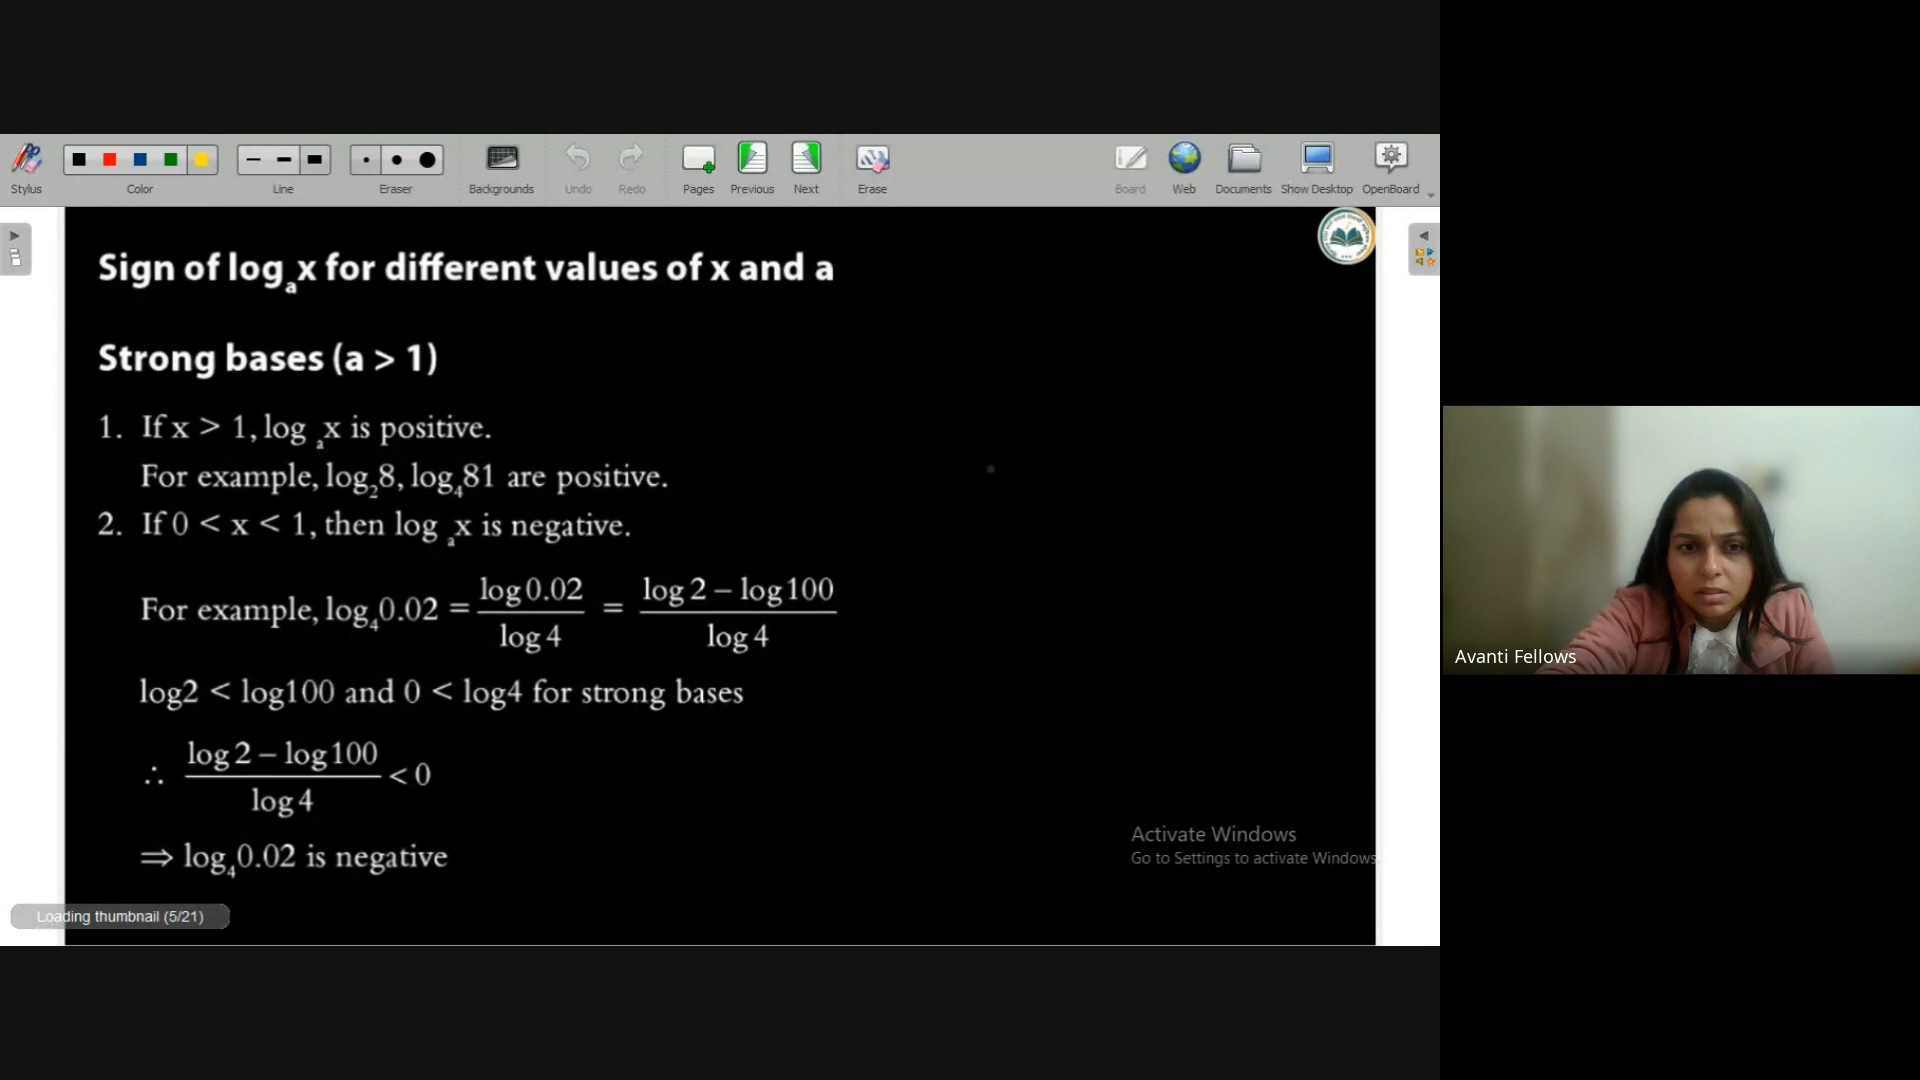 Stylus
Color
Line
Eraser
Backgrounds
Undo
Redo
Pages
Previous
Next
Erase
Board
Web
Documents
Show Desktop
OpenBoard
Sign of logₐx for different values of x and a
Strong bases (a > 1)
1. If x > 1, log ₐx is positive.
For example, log₂8, log₄81 are positive.
2. If 0 < x < 1, then log ₐx is negative.
For example, log₄0.02 = log 0.02 / log 4 = log 2 – log 100 / log 4
log2 < log100 and 0 < log4 for strong bases
∴ log 2 – log 100 / log 4 < 0
⇒ log₄0.02 is negative
Activate Windows
Go to Settings to activate Windows.
Loading thumbnail (5/21)
Avanti Fellows